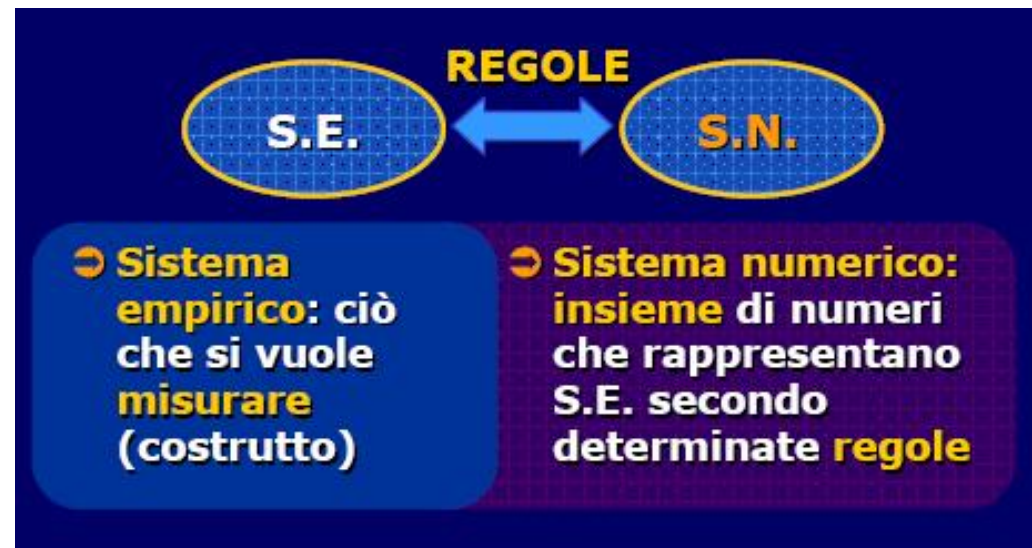 REGOLE
S.E.
S.N.
Sistema
empirico: ciò
che si vuole
misurare
(costrutto)
Sistema numerico:
insieme di numeri
che rappresentano
S.E. secondo
determinate regole